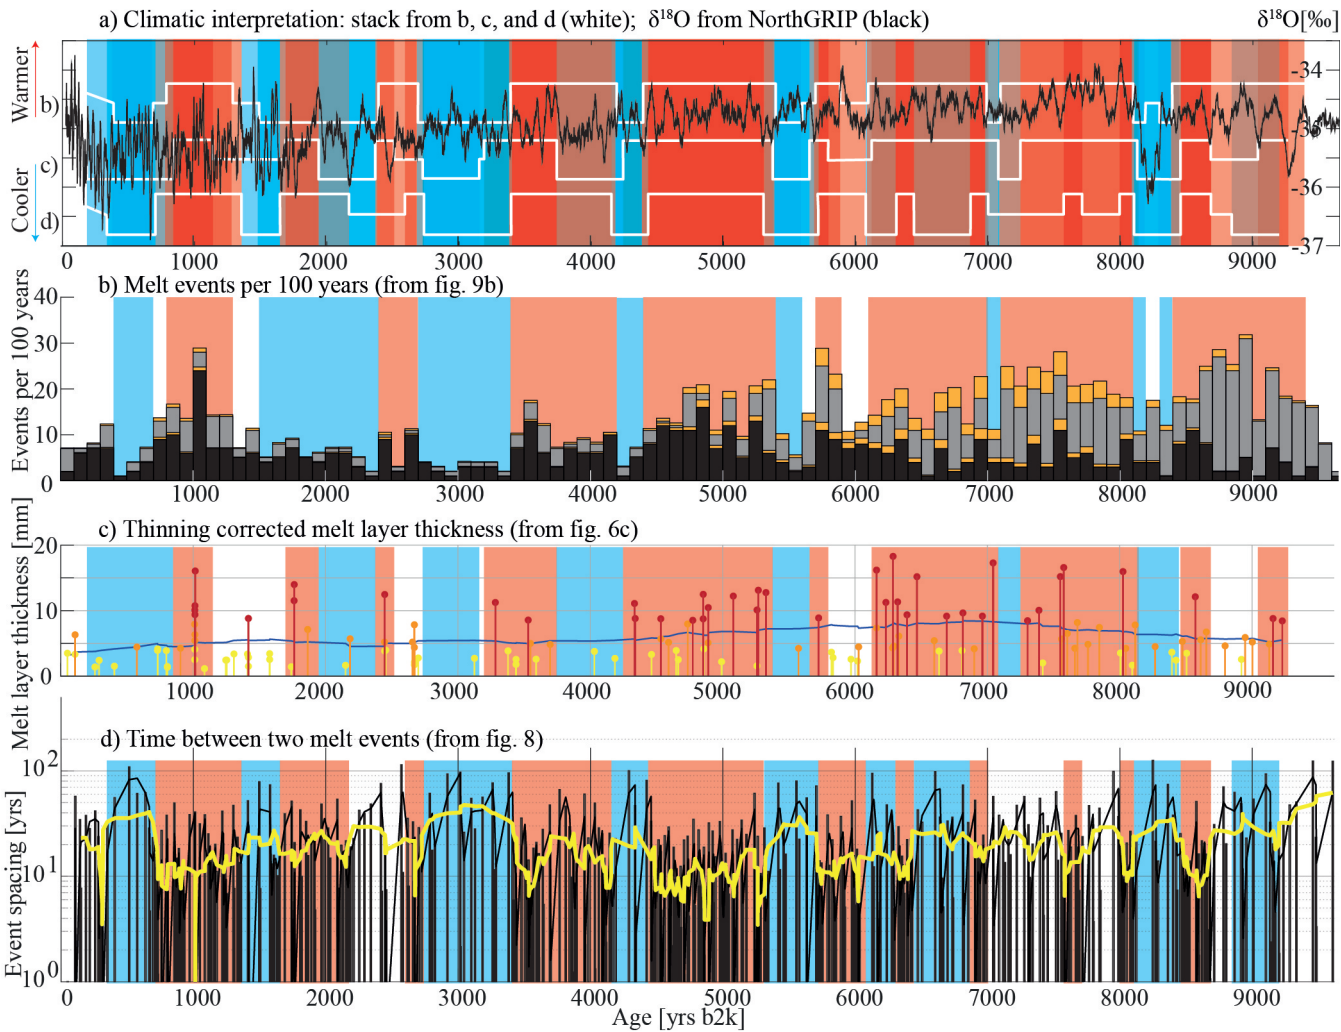 a) Climatic interpretation: stack from b, c, and d (white); δ¹⁸O from NorthGRIP (black)
δ¹⁸O[‰]
Warmer
Cooler
b)
c)
d)
-34
-35
-36
-37
0 1000 2000 3000 4000 5000 6000 7000 8000 9000
b) Melt events per 100 years (from fig. 9b)
Events per 100 years
40
30
20
10
0
1000 2000 3000 4000 5000 6000 7000 8000 9000
c) Thinning corrected melt layer thickness (from fig. 6c)
Melt layer thickness [mm]
20
10
0
1000 2000 3000 4000 5000 6000 7000 8000 9000
d) Time between two melt events (from fig. 8)
Event spacing [yrs]
10²
10¹
10⁰
0 1000 2000 3000 4000 5000 6000 7000 8000 9000
Age [yrs b2k]